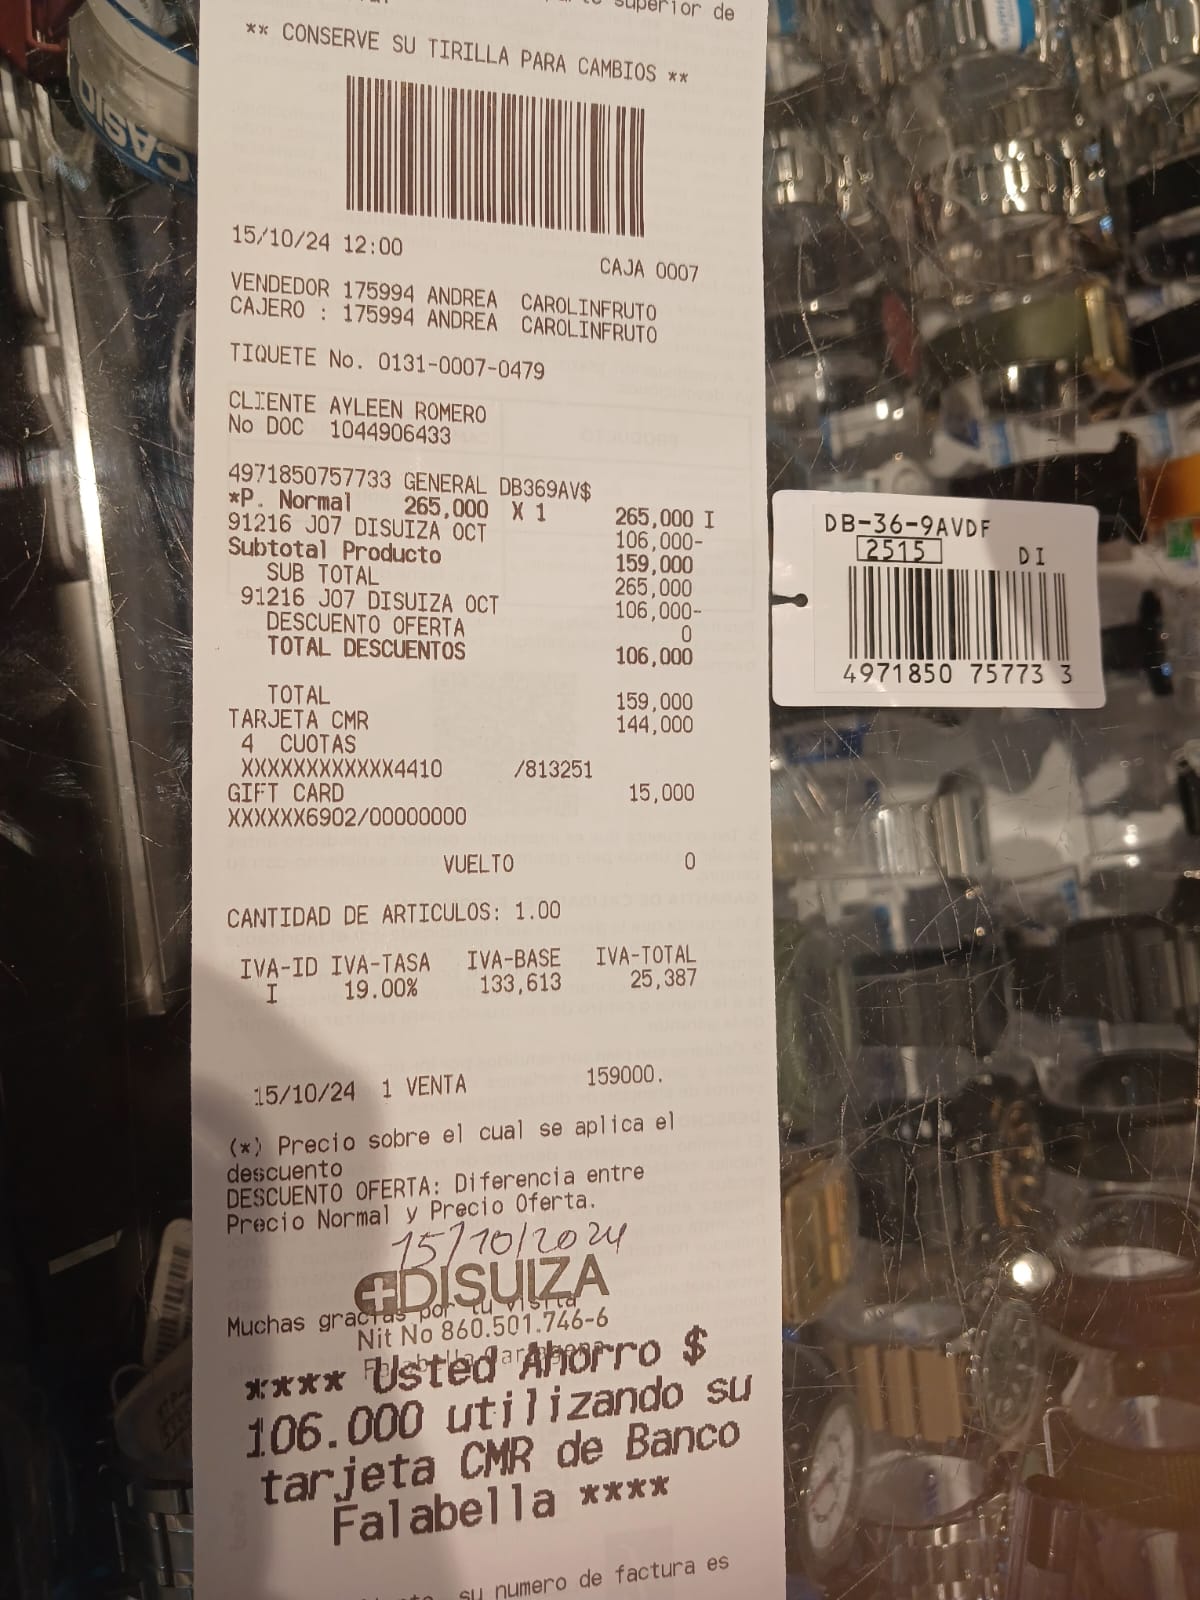 superior de
** CONSERVE SU TIRILLA PARA CAMBIOS **
CASIO
15/10/24 12:00 CAJA 0007
VENDEDOR 175994 ANDREA CAROLINFRUTO
CAJERO : 175994 ANDREA CAROLINFRUTO
TIQUETE No. 0131-0007-0479
CLIENTE AYLEEN ROMERO
No DOC 1044906433
4971850757733 GENERAL DB369AV$
*P. Normal 265,000 X 1 265,000 I
91216 J07 DISUIZA OCT 106,000-
Subtotal Producto 159,000
SUB TOTAL 265,000
91216 J07 DISUIZA OCT 106,000-
DESCUENTO OFERTA 0
TOTAL DESCUENTOS 106,000
TOTAL 159,000
TARJETA CMR 144,000
4 CUOTAS
XXXXXXXXXXXX4410 /813251
GIFT CARD 15,000
XXXXXX6902/00000000
VUELTO 0
CANTIDAD DE ARTICULOS: 1.00
IVA-ID IVA-TASA IVA-BASE IVA-TOTAL
I 19.00% 133,613 25,387
15/10/24 1 VENTA 159000.
(*) Precio sobre el cual se aplica el
descuento
DESCUENTO OFERTA: Diferencia entre
Precio Normal y Precio Oferta.
15/10/2024
DISUIZA
Muchas gracias por tu visita
Nit No 860.501.746-6
Falabella Cartagena
**** Usted Ahorro $
106.000 utilizando su
tarjeta CMR de Banco
Falabella ****
su numero de factura es
DB-36-9AVDF
2515 DI
4971850 75773 3